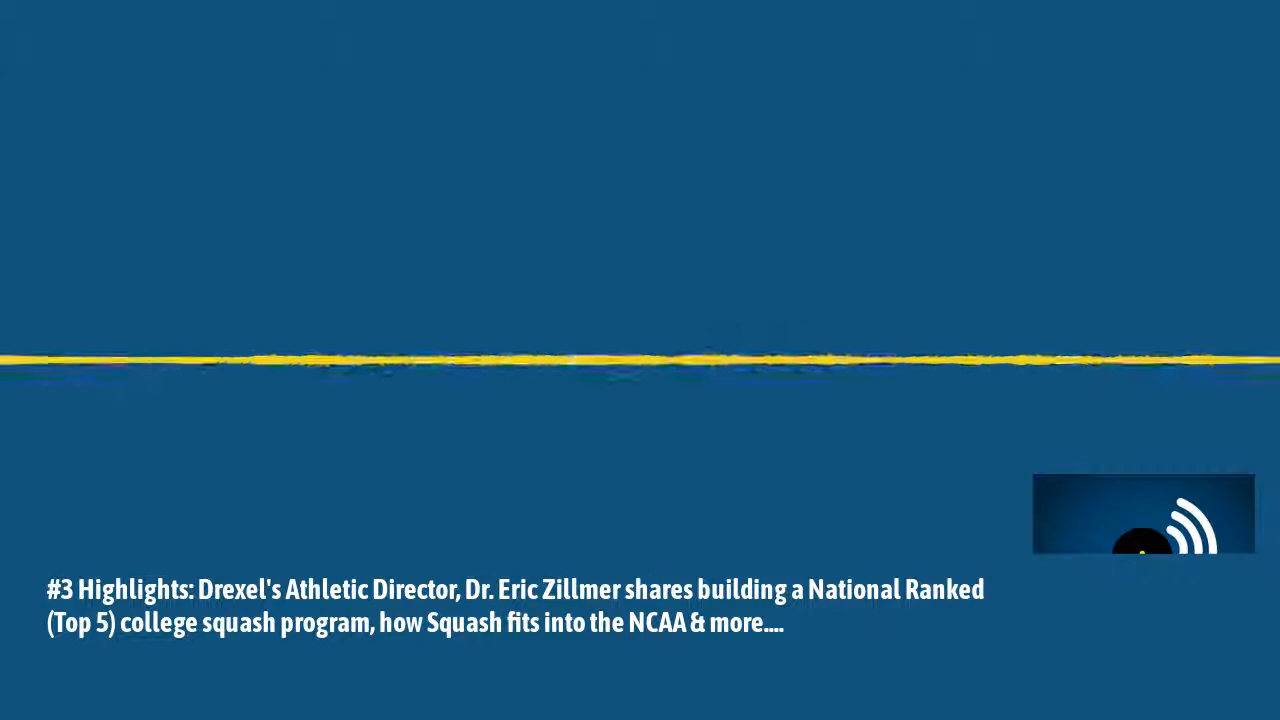 #3 Highlights: Drexel's Athletic Director, Dr. Eric Zillmer shares building a National Ranked
(Top 5) college squash program, how Squash fits into the NCAA & more....